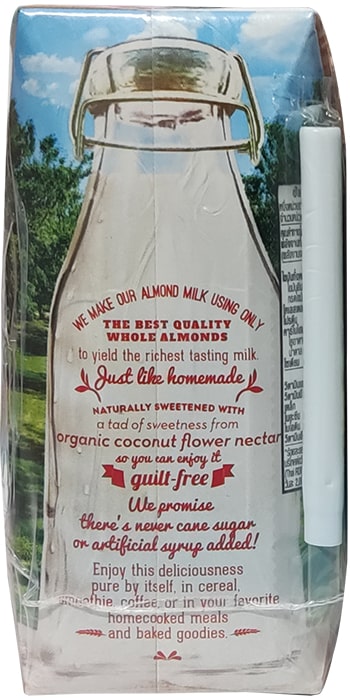 WE MAKE OUR ALMOND MILK USING ONLY
THE BEST QUALITY
WHOLE ALMONDS
to yield the richest tasting milk.
Just like homemade
NATURALLY SWEETENED WITH
a tad of sweetness from
organic coconut flower nectar
so you can enjoy it
guilt-free
We promise
there's never cane sugar
or artificial syrup added!
Enjoy this deliciousness
pure by itself, in cereal,
smoothie, coffee, or in your favorite
homecooked meals
and baked goodies.